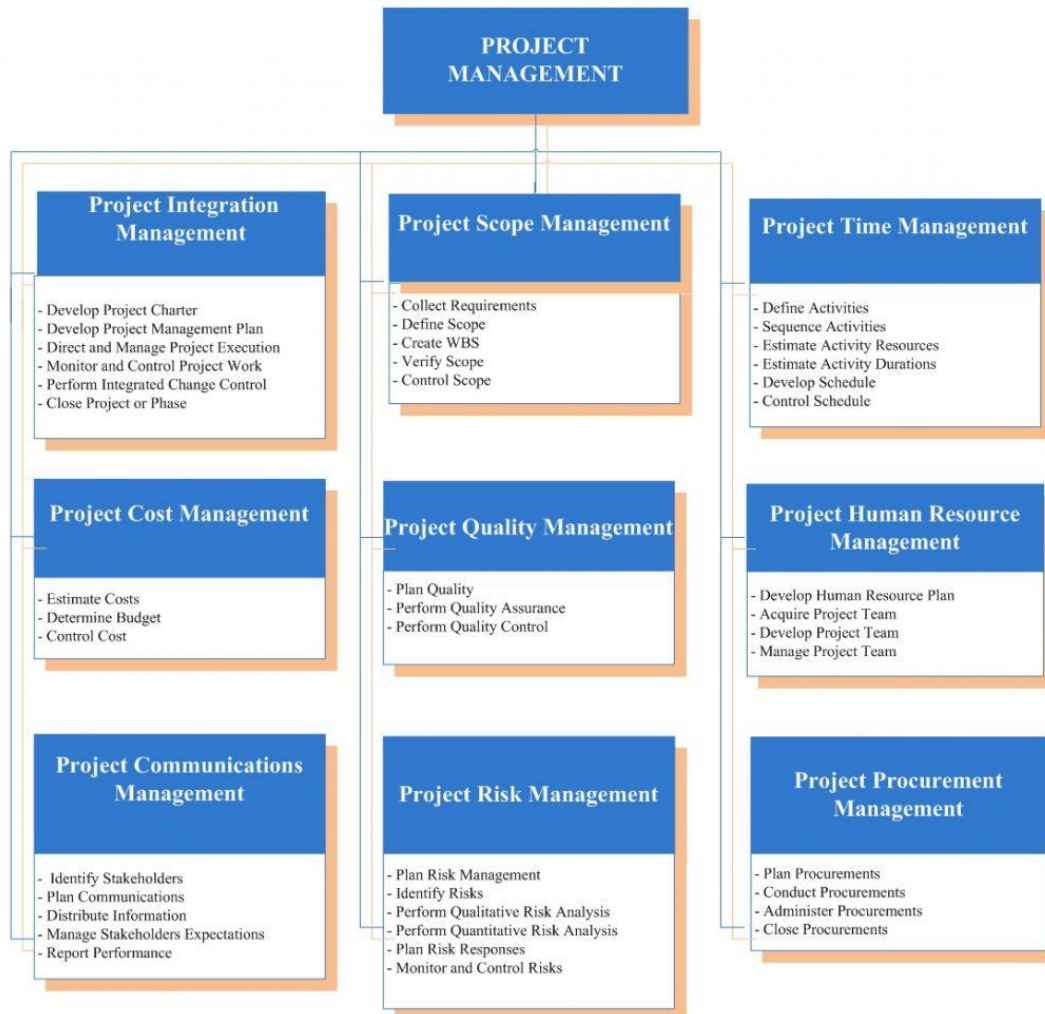 PROJECT
MANAGEMENT
Project Integration
Management
- Develop Project Charter
- Develop Project Management Plan
- Direct and Manage Project Execution
- Monitor and Control Project Work
- Perform Integrated Change Control
- Close Project or Phase
Project Scope Management
- Collect Requirements
- Define Scope
- Create WBS
- Verify Scope
- Control Scope
Project Time Management
- Define Activities
- Sequence Activities
- Estimate Activity Resources
- Estimate Activity Durations
- Develop Schedule
- Control Schedule
Project Cost Management
- Estimate Costs
- Determine Budget
- Control Cost
Project Quality Management
- Plan Quality
- Perform Quality Assurance
- Perform Quality Control
Project Human Resource
Management
- Develop Human Resource Plan
- Acquire Project Team
- Develop Project Team
- Manage Project Team
Project Communications
Management
- Identify Stakeholders
- Plan Communications
- Distribute Information
- Manage Stakeholders Expectations
- Report Performance
Project Risk Management
- Plan Risk Management
- Identify Risks
- Perform Qualitative Risk Analysis
- Perform Quantitative Risk Analysis
- Plan Risk Responses
- Monitor and Control Risks
Project Procurement
Management
- Plan Procurements
- Conduct Procurements
- Administer Procurements
- Close Procurements